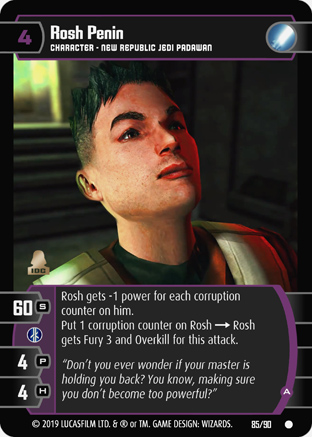 4
Rosh Penin
CHARACTER - NEW REPUBLIC JEDI PADAWAN
100
60 S
4 P
4 H
Rosh gets -1 power for each corruption
counter on him.
Put 1 corruption counter on Rosh → Rosh
gets Fury 3 and Overkill for this attack.
“Don't you ever wonder if your master is
holding you back? You know, making sure
you don't become too powerful?”
A
© 2019 LUCASFILM LTD. & ® or TM. GAME DESIGN: WIZARDS.
85/90